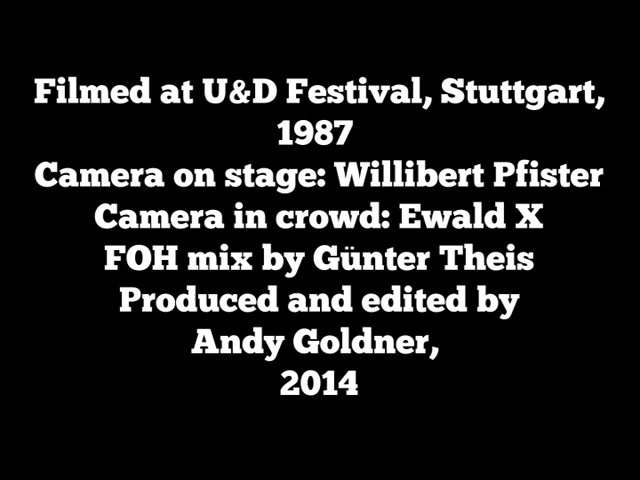 Filmed at U&D Festival, Stuttgart,
1987
Camera on stage: Willibert Pfister
Camera in crowd: Ewald X
FOH mix by Günter Theis
Produced and edited by
Andy Goldner,
2014